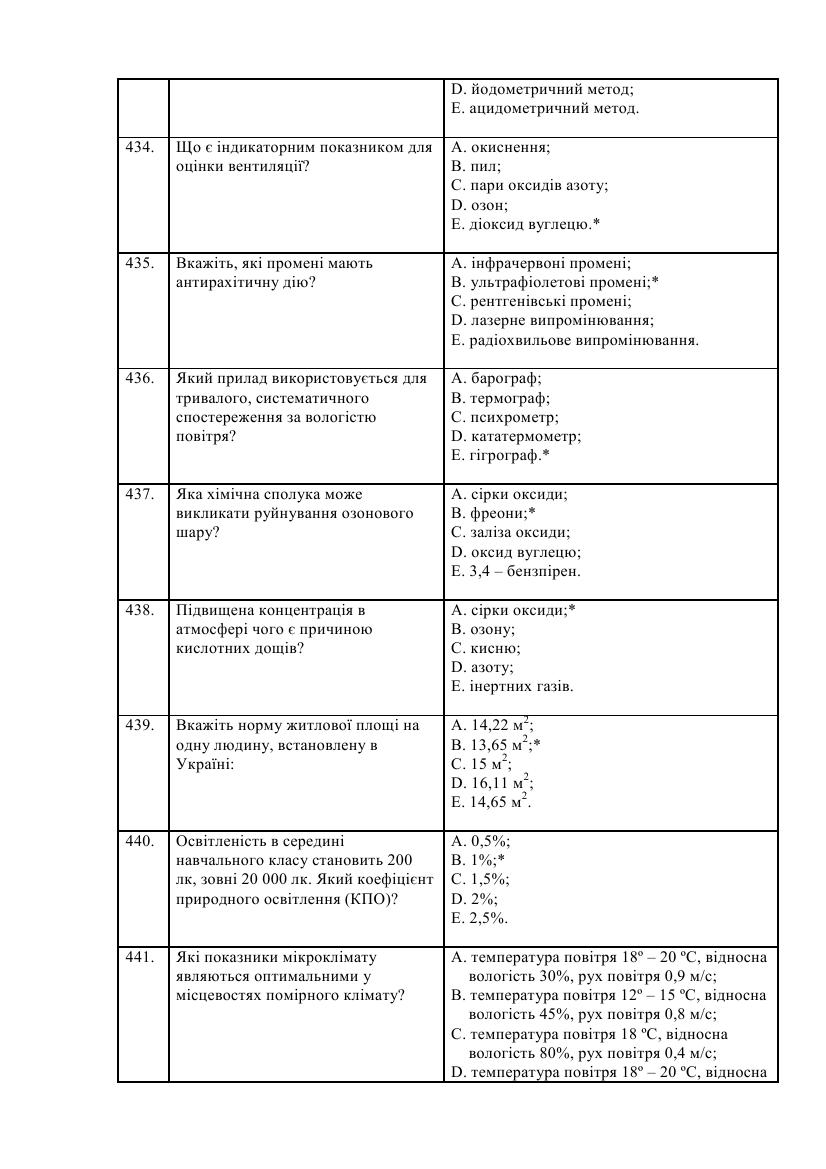 D. йодометричний метод;
E. ацидометричний метод.
434.
Що є індикаторним показником для
оцінки вентиляції?
A. окиснення;
B. пил;
C. пари оксидів азоту;
D. озон;
E. діоксид вуглецю.*
435.
Вкажіть, які промені мають
антирахітичну дію?
A. інфрачервоні промені;
B. ультрафіолетові промені;*
C. рентгенівські промені;
D. лазерне випромінювання;
E. радіохвильове випромінювання.
436.
Який прилад використовується для
тривалого, систематичного
спостереження за вологістю
повітря?
A. барограф;
B. термограф;
C. психрометр;
D. кататермометр;
E. гігрограф.*
437.
Яка хімічна сполука може
викликати руйнування озонового
шару?
A. сірки оксиди;
B. фреони;*
C. заліза оксиди;
D. оксид вуглецю;
E. 3,4 – бензпірен.
438.
Підвищена концентрація в
атмосфері чого є причиною
кислотних дощів?
A. сірки оксиди;*
B. озону;
C. кисню;
D. азоту;
E. інертних газів.
439.
Вкажіть норму житлової площі на
одну людину, встановлену в
Україні:
A. 14,22 м²;
B. 13,65 м²;*
C. 15 м²;
D. 16,11 м²;
E. 14,65 м².
440.
Освітленість в середині
навчального класу становить 200
лк, зовні 20 000 лк. Який коефіцієнт
природного освітлення (КПО)?
A. 0,5%;
B. 1%;*
C. 1,5%;
D. 2%;
E. 2,5%.
441.
Які показники мікроклімату
являються оптимальними у
місцевостях помірного клімату?
A. температура повітря 18º – 20 ºС, відносна
вологість 30%, рух повітря 0,9 м/с;
B. температура повітря 12º – 15 ºС, відносна
вологість 45%, рух повітря 0,8 м/с;
C. температура повітря 18 ºС, відносна
вологість 80%, рух повітря 0,4 м/с;
D. температура повітря 18º – 20 ºС, відносна